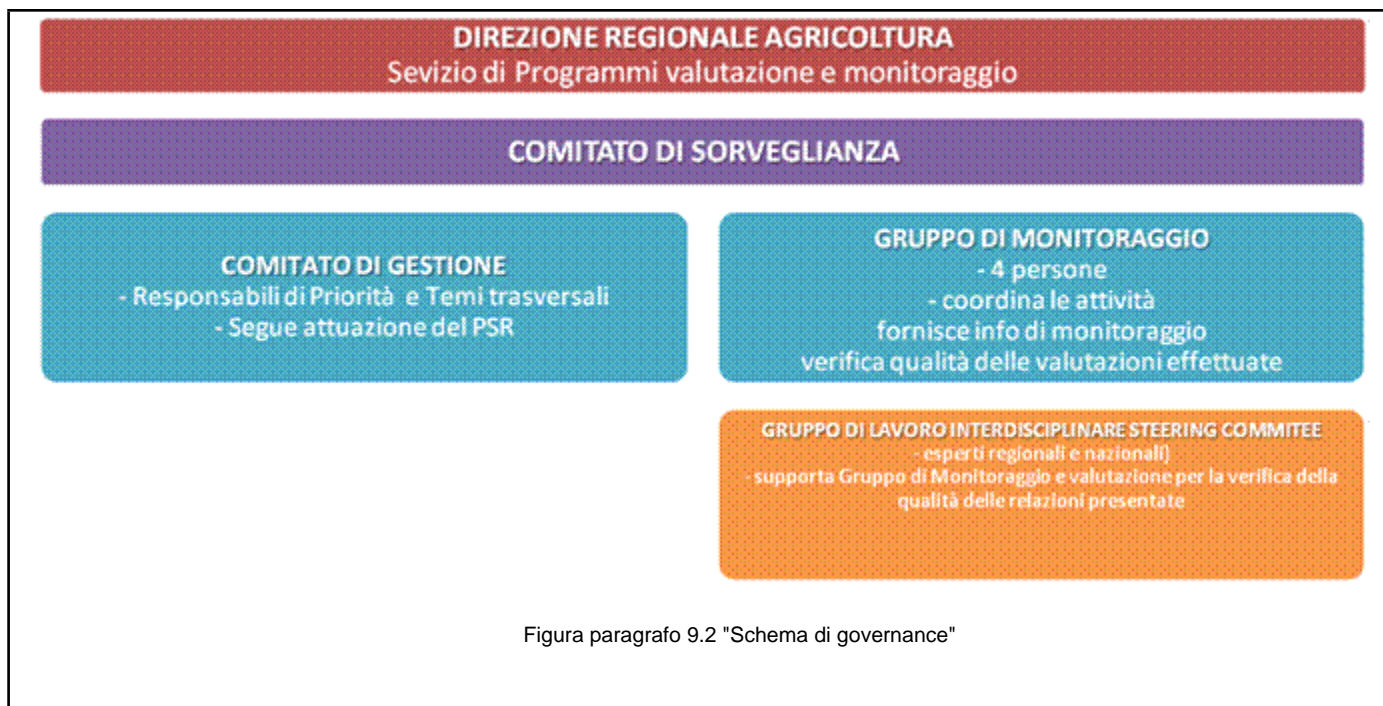 DIREZIONE REGIONALE AGRICOLTURA
Sevizio di Programmi valutazione e monitoraggio
COMITATO DI SORVEGLIANZA
COMITATO DI GESTIONE
- Responsabili di Priorità e Temi trasversali
- Segue attuazione del PSR
GRUPPO DI MONITORAGGIO
- 4 persone
- coordina le attività
fornisce info di monitoraggio
verifica qualità delle valutazioni effettuate
GRUPPO DI LAVORO INTERDISCIPLINARE STEERING COMMITEE
- esperti regionali e nazionali)
- supporta Gruppo di Monitoraggio e valutazione per la verifica della
qualità delle relazioni presentate
Figura paragrafo 9.2 "Schema di governance"